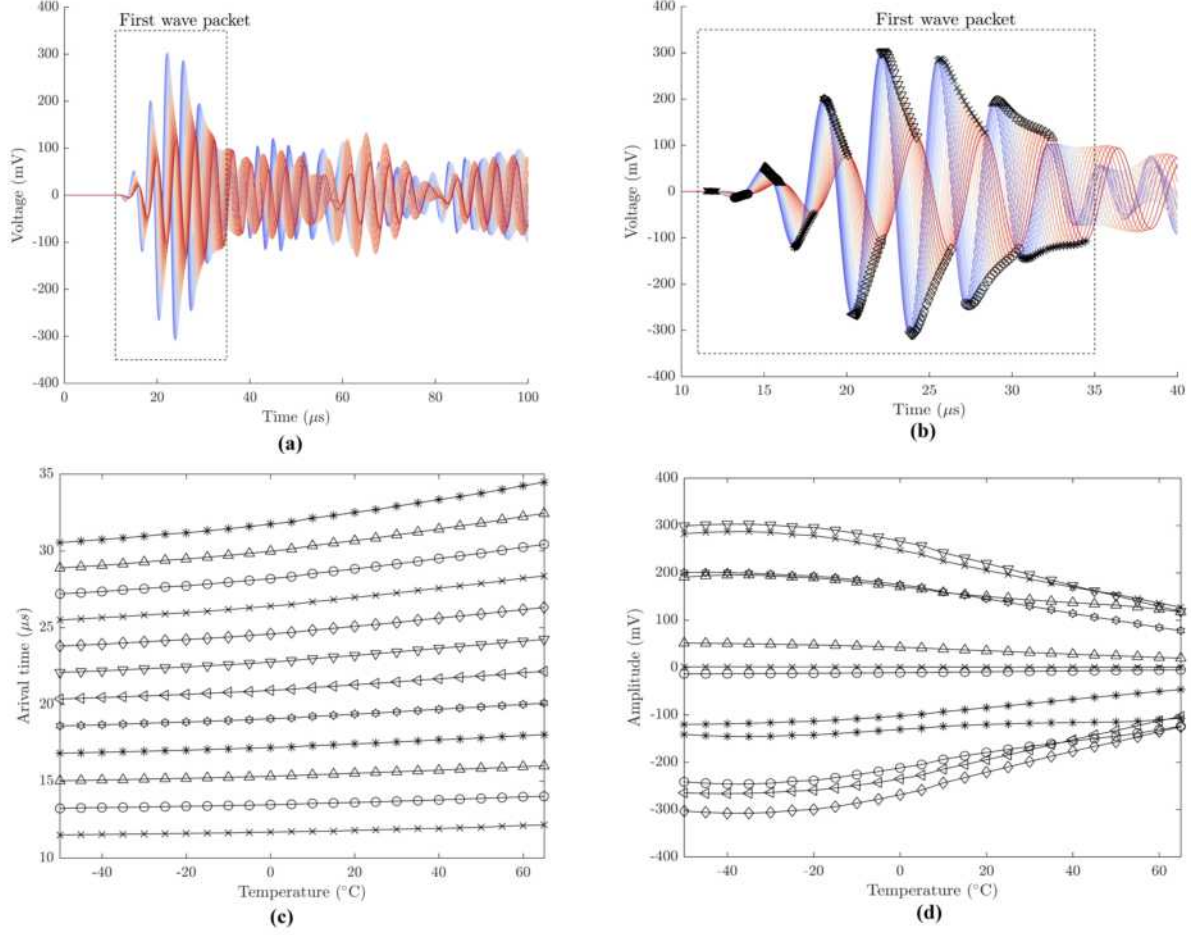 First wave packet
400
300
200
100
0
-100
-200
-300
-400
Voltage (mV)
0 20 40 60 80 100
Time (μs)
(a)
First wave packet
400
300
200
100
0
-100
-200
-300
-400
Voltage (mV)
10 15 20 25 30 35 40
Time (μs)
(b)
35
30
25
20
15
10
Arival time (μs)
-40 -20 0 20 40 60
Temperature (°C)
(c)
400
300
200
100
0
-100
-200
-300
-400
Amplitude (mV)
-40 -20 0 20 40 60
Temperature (°C)
(d)